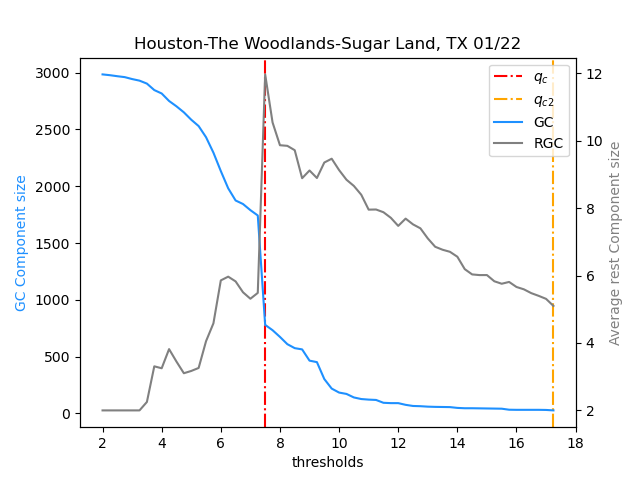 Houston-The Woodlands-Sugar Land, TX 01/22
3000
2500
2000
1500
1000
500
0
GC Component size
12
10
8
6
4
2
Average rest Component size
q_c
q_c2
GC
RGC
2 4 6 8 10 12 14 16 18
thresholds